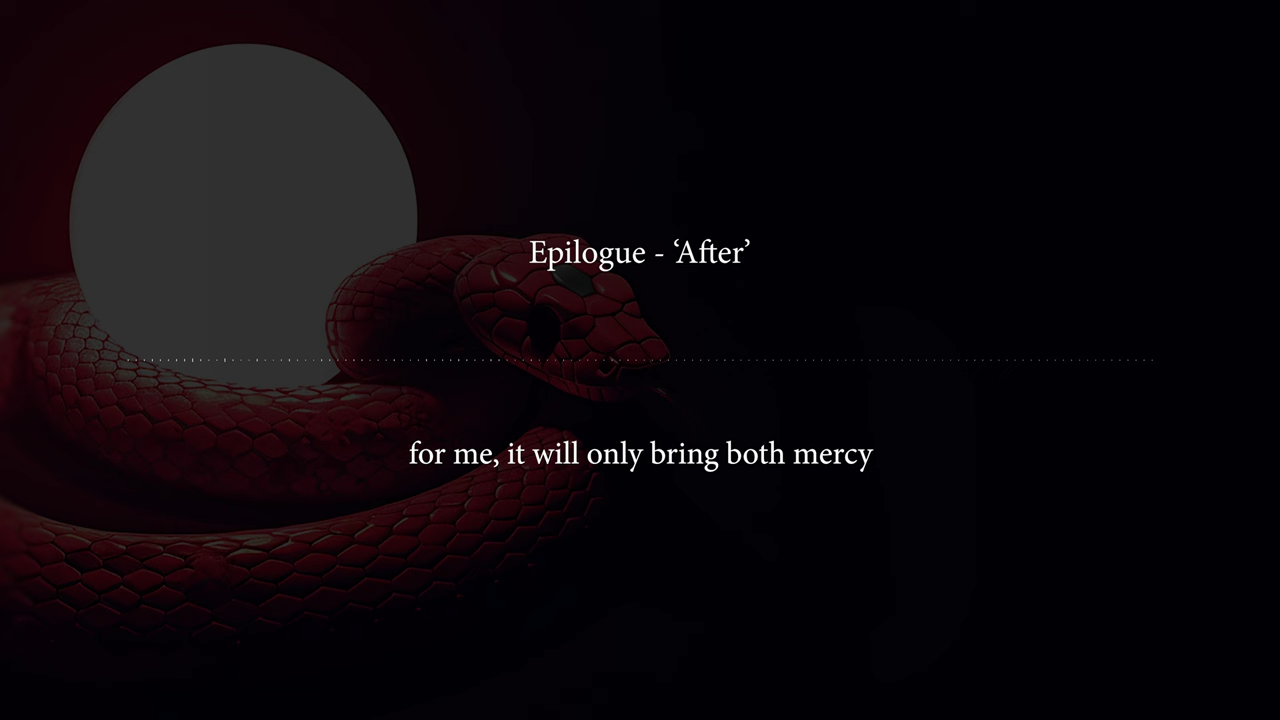 Epilogue - ‘After’
for me, it will only bring both mercy